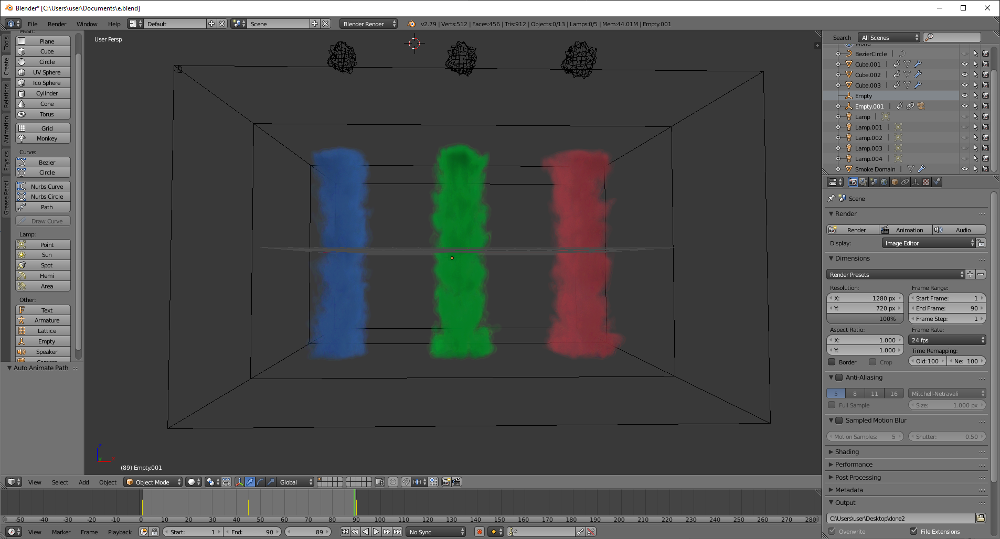 Blender* [C:\Users\user\Documents\e.blend]
File Render Window Help Default Scene Blender Render v2.79 | Verts:512 | Faces:456 | Tris:912 | Objects:0/13 | Lamps:0/5 | Mem:44.01M | Empty.001
Mesh:
Plane
Cube
Circle
UV Sphere
Ico Sphere
Cylinder
Cone
Torus
Grid
Monkey
Curve:
Bezier
Circle
Nurbs Curve
Nurbs Circle
Path
Draw Curve
Lamp:
Point
Sun
Spot
Hemi
Area
Other:
Text
Armature
Lattice
Empty
Speaker
Camera
Tools
Create
Relations
Animation
Physics
Grease Pencil
Auto Animate Path
User Persp
z
y
x
(89) Empty.001
View Select Add Object Object Mode Global
-50 -40 -30 -20 -10 0 10 20 30 40 50 60 70 80 90 100 110 120 130 140 150 160 170 180 190 200 210 220 230 240 250 260 270 280
View Marker Frame Playback Start: 1 End: 90 89 No Sync
Search All Scenes
World
BezierCircle
Cube.001
Cube.002
Cube.003
Empty
Empty.001
Lamp
Lamp.001
Lamp.002
Lamp.003
Lamp.004
Smoke Domain
Scene
Render
Render Animation Audio
Display: Image Editor
Dimensions
Render Presets
Resolution: Frame Range:
X: 1280 px Start Frame: 1
Y: 720 px End Frame: 90
100% Frame Step: 1
Aspect Ratio: Frame Rate:
X: 1.000 24 fps
Y: 1.000 Time Remapping:
Border Crop Old: 100 Ne: 100
Anti-Aliasing
5 8 11 16 Mitchell-Netravali
Full Sample Size: 1.000 px
Sampled Motion Blur
Motion Samples: 5 Shutter: 0.50
Shading
Performance
Post Processing
Metadata
Output
C:\Users\user\Desktop\done2
Overwrite File Extensions